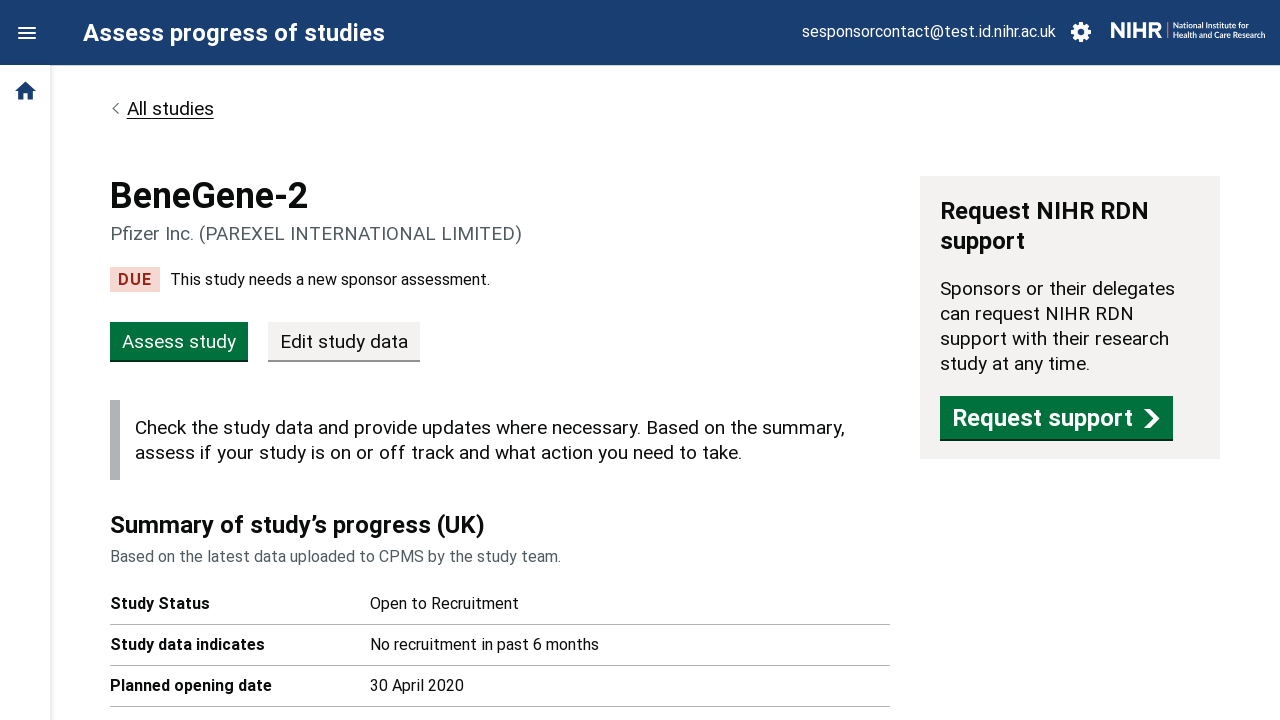 Assess progress of studies
sesponsorcontact@test.id.nihr.ac.uk
NIHR
National Institute for
Health and Care Research
All studies
BeneGene-2
Pfizer Inc. (PAREXEL INTERNATIONAL LIMITED)
DUE This study needs a new sponsor assessment.
Assess study
Edit study data
Check the study data and provide updates where necessary. Based on the summary,
assess if your study is on or off track and what action you need to take.
Summary of study’s progress (UK)
Based on the latest data uploaded to CPMS by the study team.
Study Status Open to Recruitment
Study data indicates No recruitment in past 6 months
Planned opening date 30 April 2020
Request NIHR RDN
support
Sponsors or their delegates
can request NIHR RDN
support with their research
study at any time.
Request support